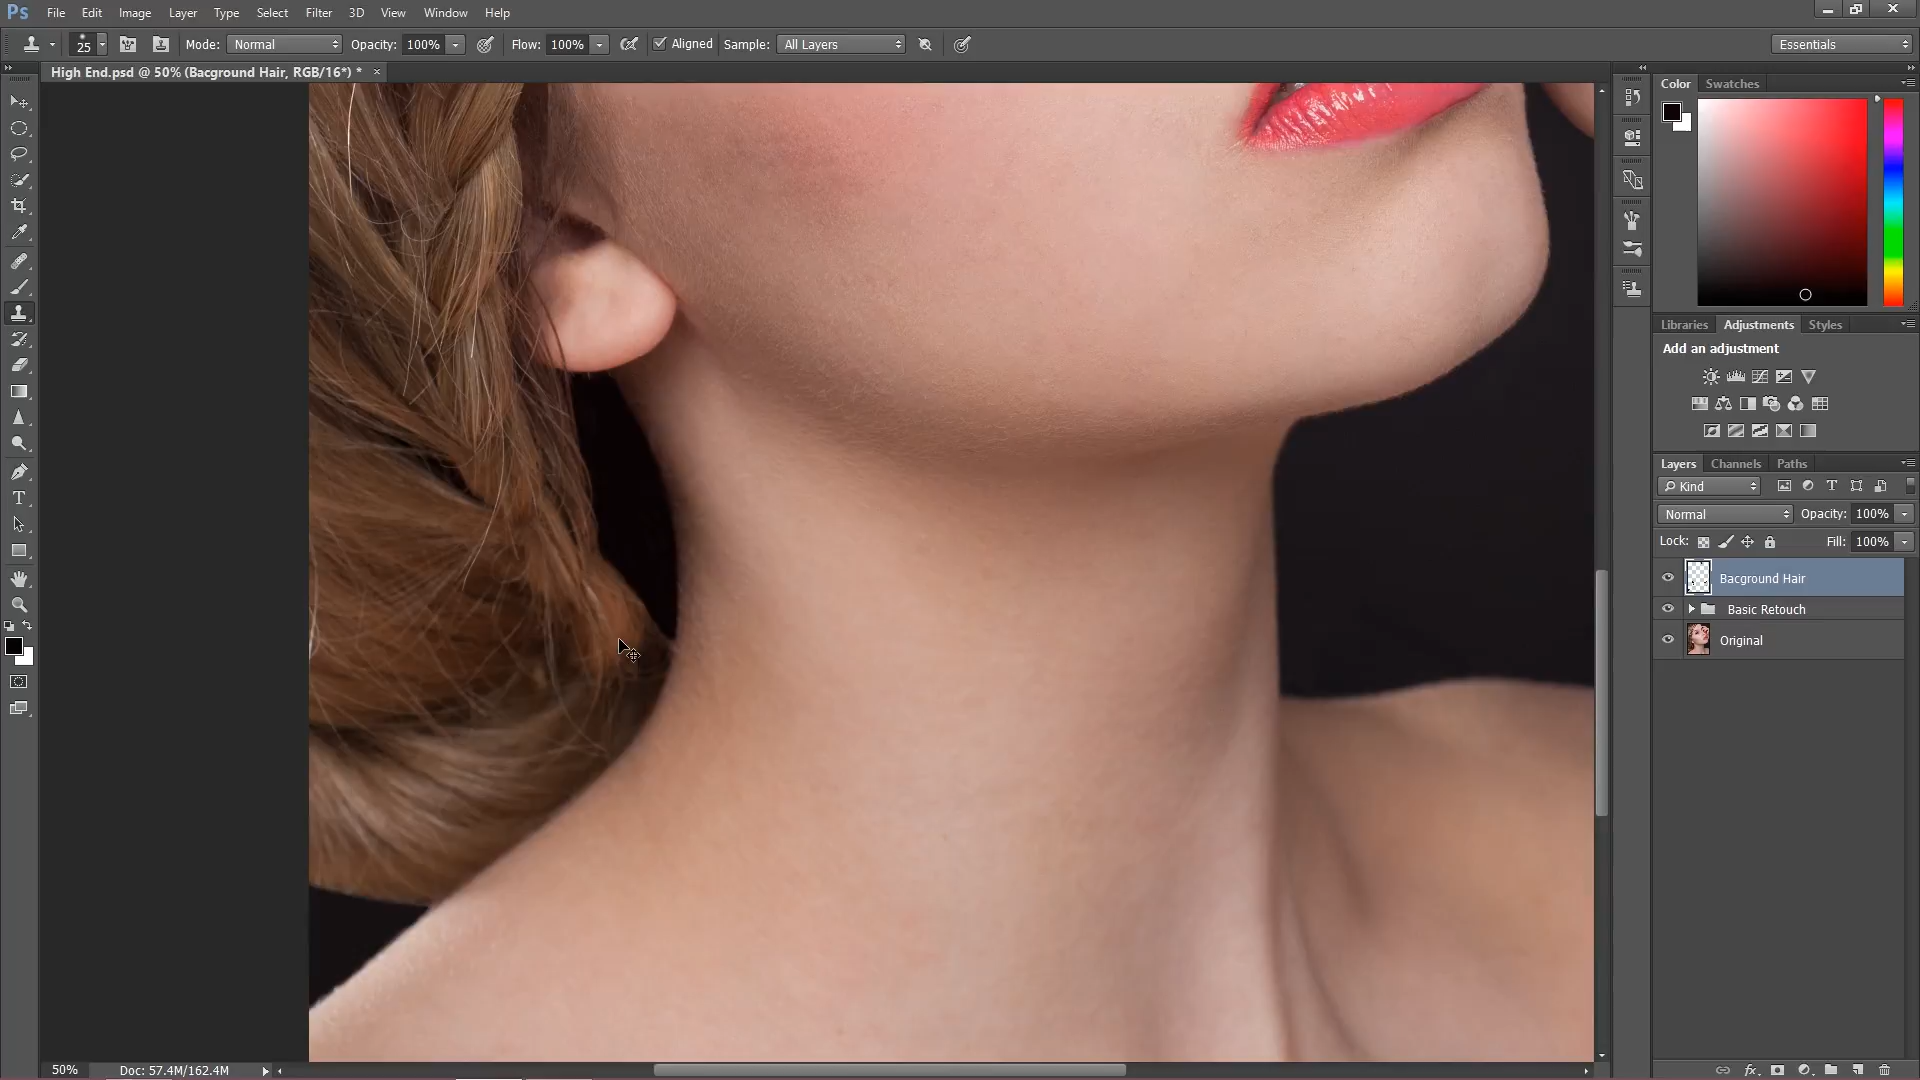 Ps File Edit Image Layer Type Select Filter 3D View Window Help
25 Mode: Normal Opacity: 100% Flow: 100% Aligned Sample: All Layers Essentials
High End.psd @ 50% (Bacground Hair, RGB/16*) * ×
Color Swatches
Libraries Adjustments Styles
Add an adjustment
Layers Channels Paths
Kind
Normal Opacity: 100%
Lock: Fill: 100%
Bacground Hair
Basic Retouch
Original
50% Doc: 57.4M/162.4M